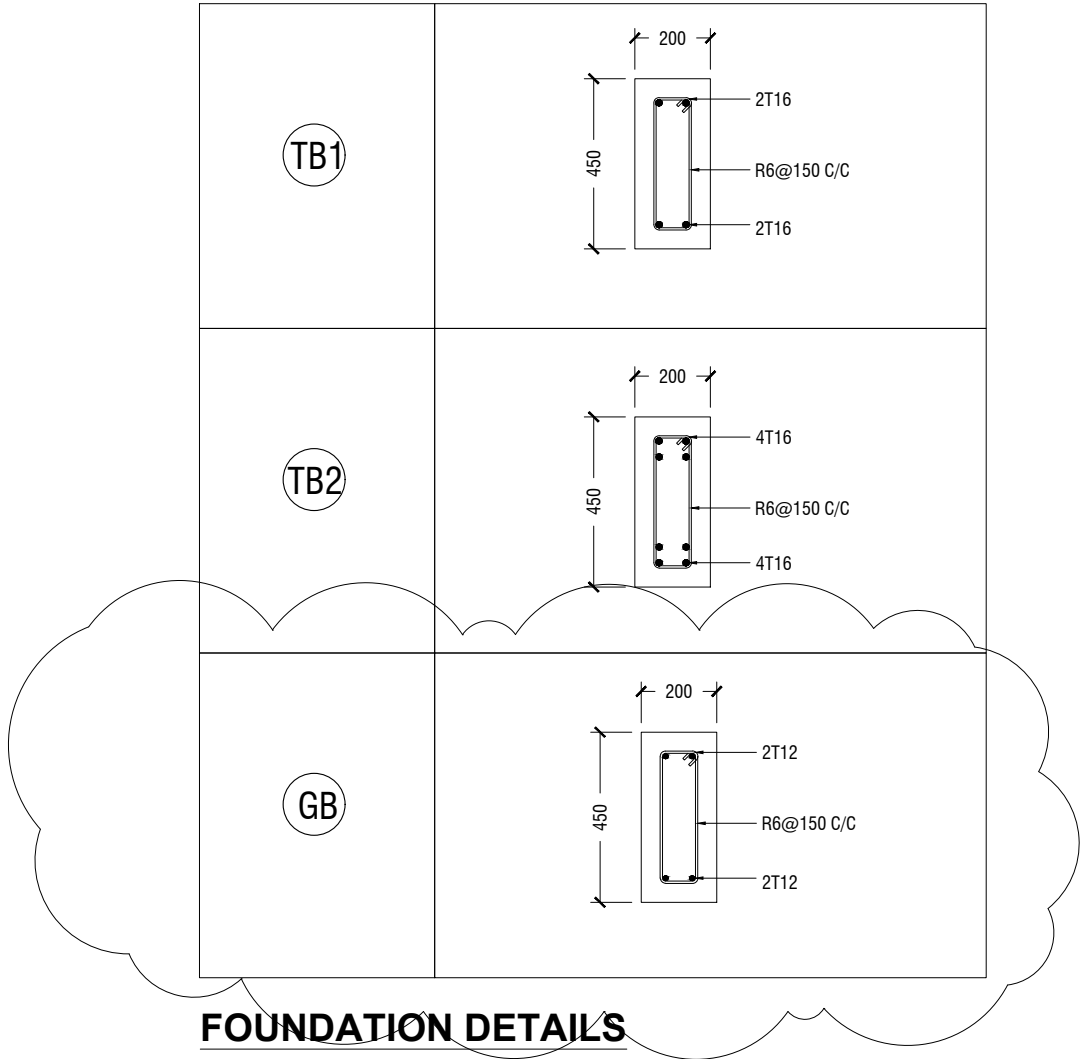 200
2T16
TB1
450
R6@150 C/C
2T16
200
4T16
TB2
450
R6@150 C/C
4T16
200
2T12
GB
450
R6@150 C/C
2T12
FOUNDATION DETAILS